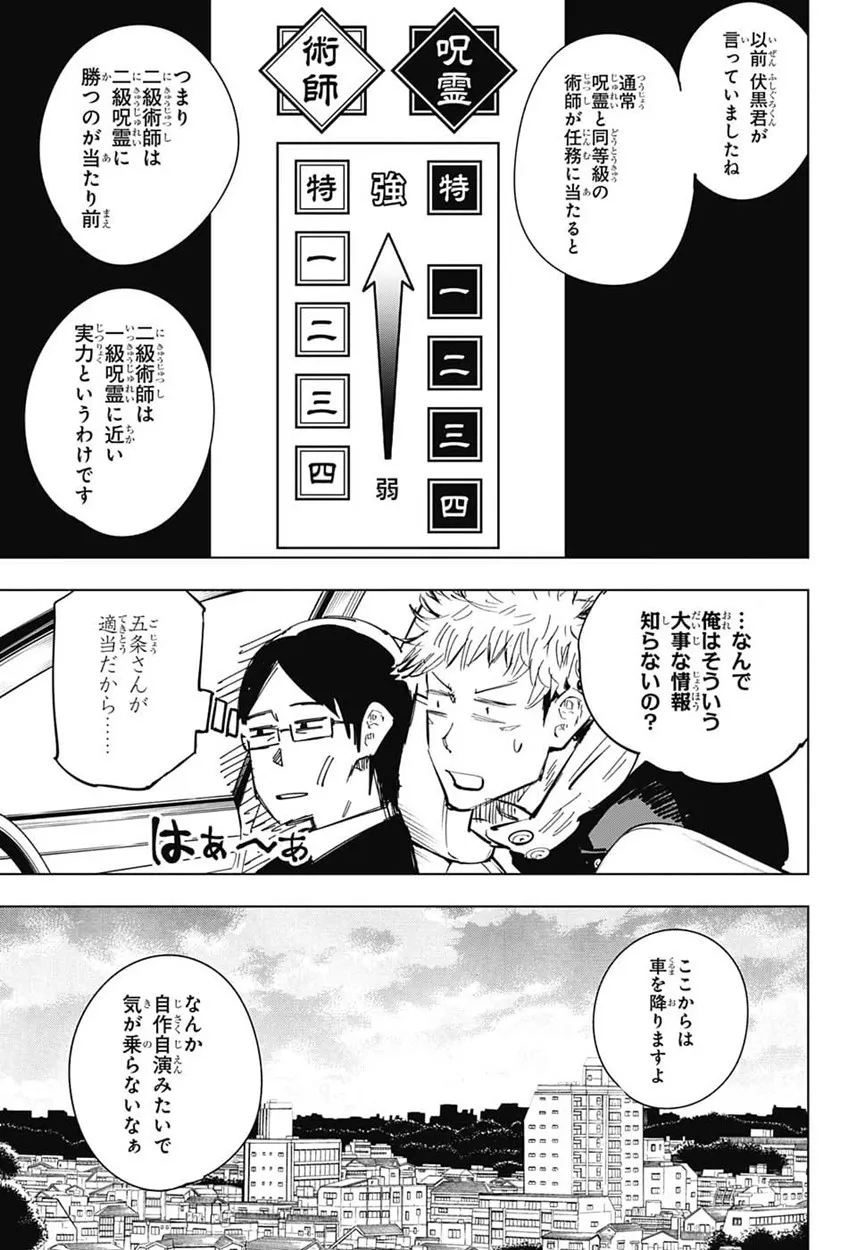 以前 伏黒君が
言っていましたね
通常
呪霊と同等級の
術師が任務に当たると
呪霊
術師
特
強
特
一
一
二
二
三
三
四
四
弱
つまり
二級術師は
二級呪霊に
勝つのが当たり前
二級術師は
一級呪霊に近い
実力というわけです
…なんで
俺はそういう
大事な情報
知らないの?
五条さんが
適当だから……
はぁ〜あ
ここからは
車を降りますよ
なんか
自作自演みたいで
気が乗らないなぁ